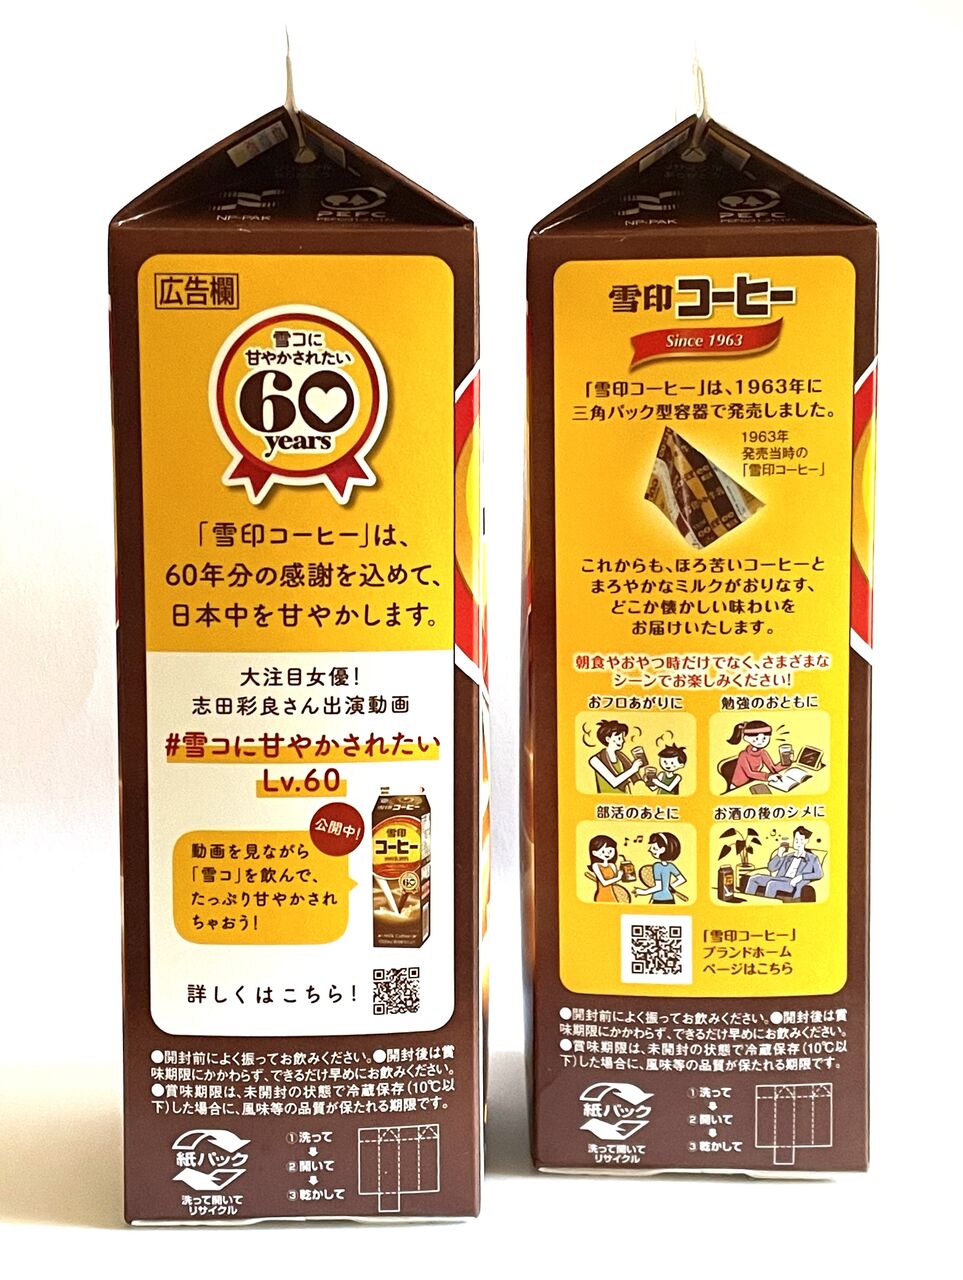 NP-PAK
PEFC
広告欄
雪コに
甘やかされたい
60
years
「雪印コーヒー」は、
60年分の感謝を込めて、
日本中を甘やかします。
大注目女優！
志田彩良さん出演動画
#雪コに甘やかされたい
Lv.60
公開中！
動画を見ながら
「雪コ」を飲んで、
たっぷり甘やかされ
ちゃおう！
雪印
コーヒー
60
詳しくはこちら！
●開封前によく振ってお飲みください。●開封後は賞
味期限にかかわらず、できるだけ早めにお飲みください。
●賞味期限は、未開封の状態で冷蔵保存(10℃以
下)した場合に、風味等の品質が保たれる期限です。
紙パック
洗って開いて
リサイクル
①洗って
②開いて
③乾かして
NP-PAK
PEFC
雪印コーヒー
Since 1963
「雪印コーヒー」は、1963年に
三角パック型容器で発売しました。
1963年
発売当時の
「雪印コーヒー」
これからも、ほろ苦いコーヒーと
まろやかなミルクがおりなす、
どこか懐かしい味わいを
お届けいたします。
朝食やおやつ時だけでなく、さまざまな
シーンでお楽しみください!
おフロあがりに
勉強のおともに
部活のあとに
お酒の後のシメに
「雪印コーヒー」
ブランドホーム
ページはこちら
●開封前によく振ってお飲みください。●開封後は賞
味期限にかかわらず、できるだけ早めにお飲みください。
●賞味期限は、未開封の状態で冷蔵保存(10℃以
下)した場合に、風味等の品質が保たれる期限です。
紙パック
洗って開いて
リサイクル
①洗って
②開いて
③乾かして